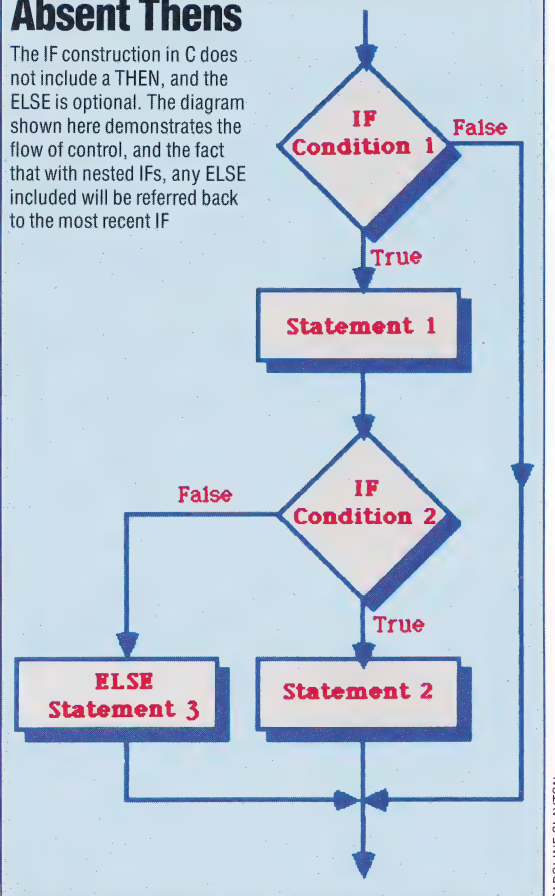 Absent Thens
The IF construction in C does
not include a THEN, and the
ELSE is optional. The diagram
shown here demonstrates the
flow of control, and the fact
that with nested IFs, any ELSE
included will be referred back
to the most recent IF
IF
Condition 1
False
True
Statement 1
IF
Condition 2
False
True
ELSE
Statement 3
Statement 2